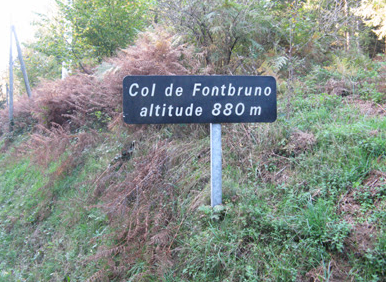 Col de Fontbruno
altitude 880 m